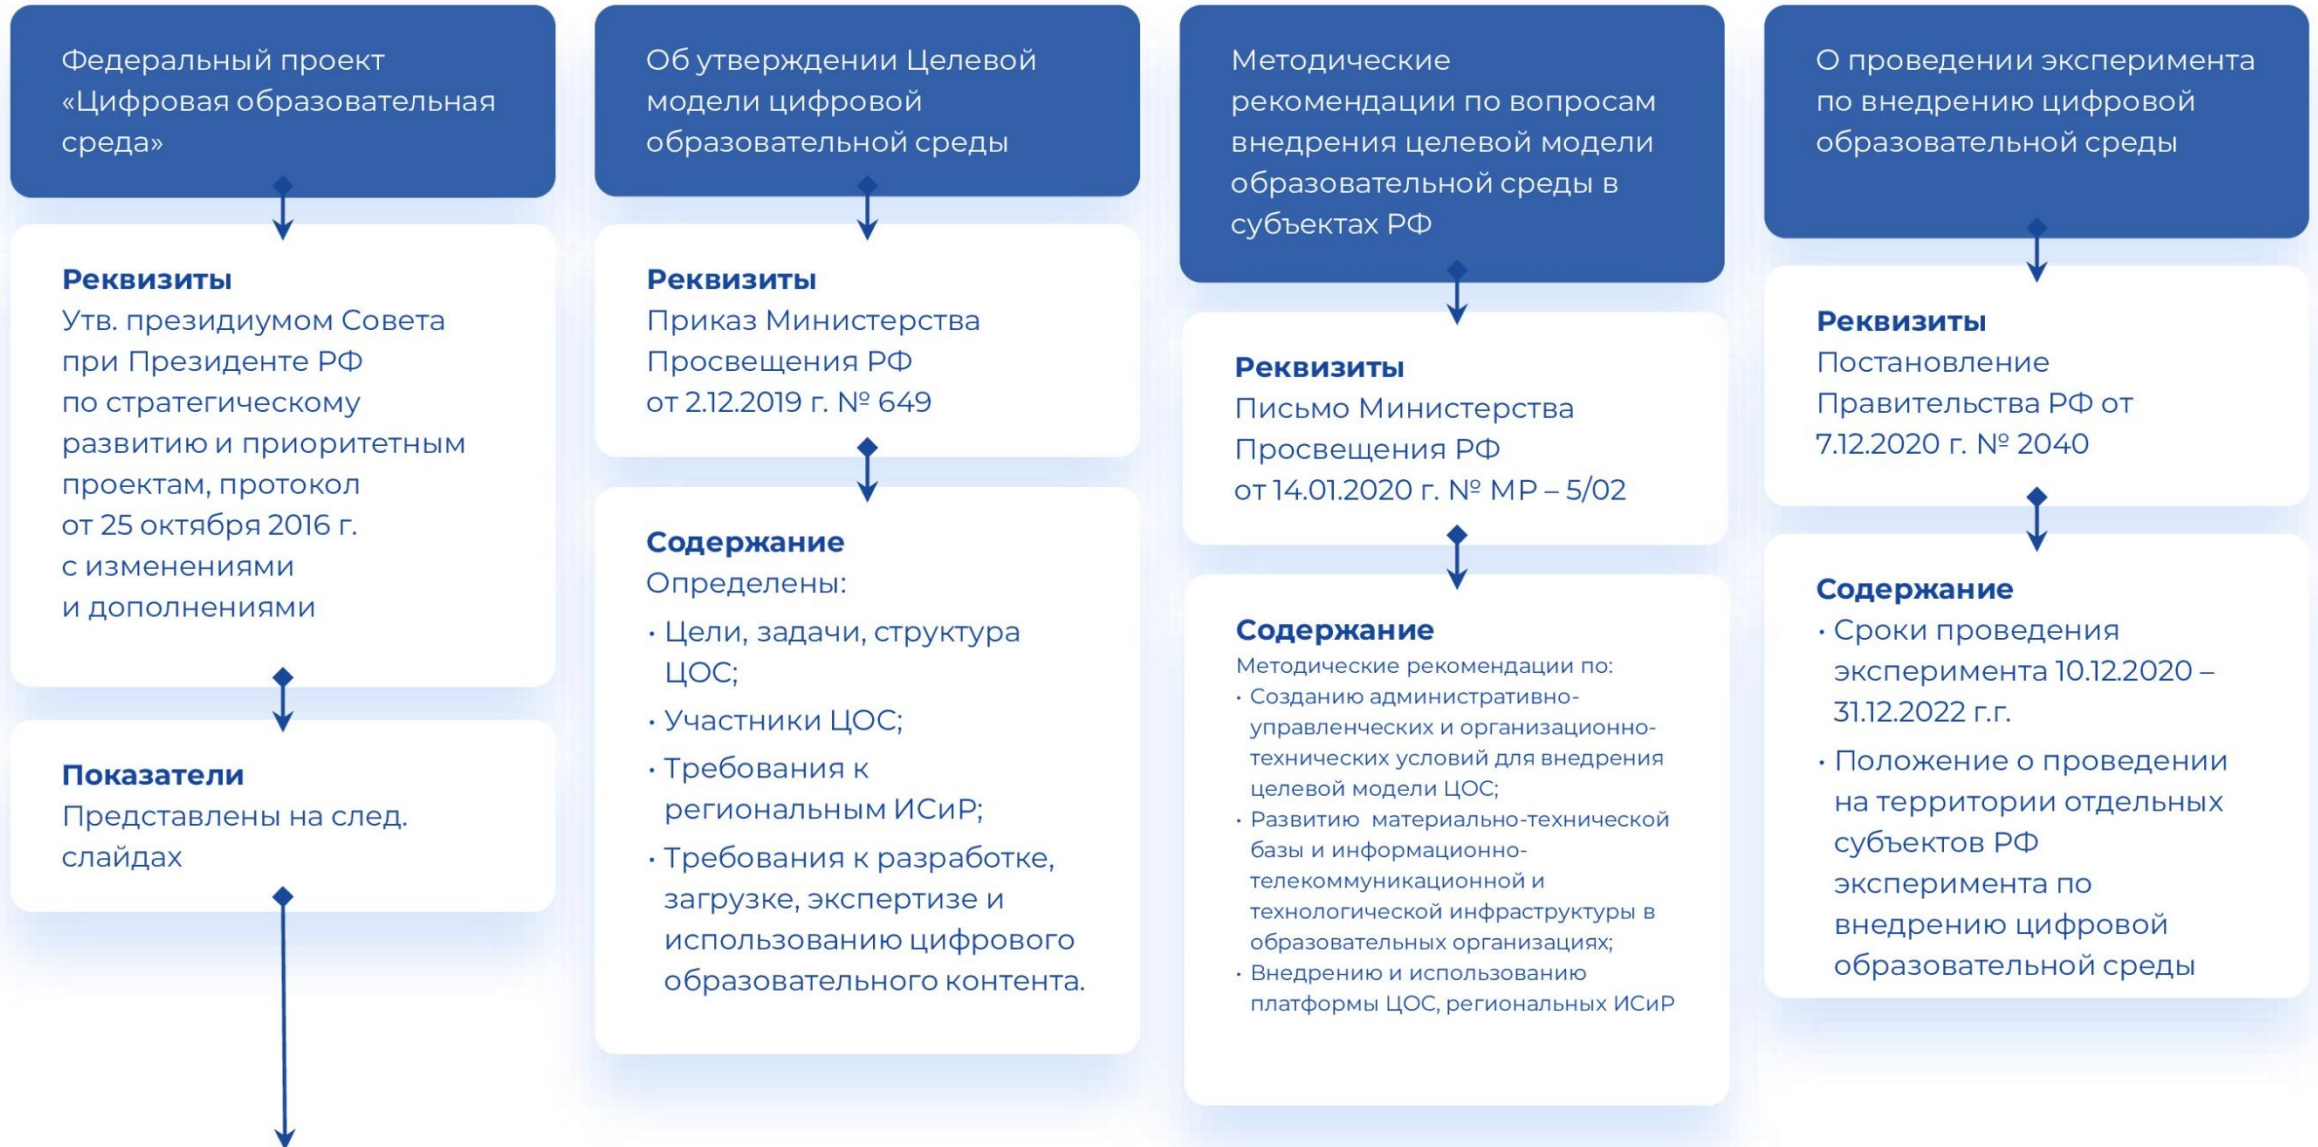 Федеральный проект
«Цифровая образовательная
среда»
Реквизиты
Утв. президиумом Совета
при Президенте РФ
по стратегическому
развитию и приоритетным
проектам, протокол
от 25 октября 2016 г.
с изменениями
и дополнениями
Показатели
Представлены на след.
слайдах
Об утверждении Целевой
модели цифровой
образовательной среды
Реквизиты
Приказ Министерства
Просвещения РФ
от 2.12.2019 г. № 649
Содержание
Определены:
· Цели, задачи, структура
ЦОС;
· Участники ЦОС;
· Требования к
региональным ИСиР;
· Требования к разработке,
загрузке, экспертизе и
использованию цифрового
образовательного контента.
Методические
рекомендации по вопросам
внедрения целевой модели
образовательной среды в
субъектах РФ
Реквизиты
Письмо Министерства
Просвещения РФ
от 14.01.2020 г. № МР – 5/02
Содержание
Методические рекомендации по:
· Созданию административно-
управленческих и организационно-
технических условий для внедрения
целевой модели ЦОС;
· Развитию материально-технической
базы и информационно-
телекоммуникационной и
технологической инфраструктуры в
образовательных организациях;
· Внедрению и использованию
платформы ЦОС, региональных ИСиР
О проведении эксперимента
по внедрению цифровой
образовательной среды
Реквизиты
Постановление
Правительства РФ от
7.12.2020 г. № 2040
Содержание
· Сроки проведения
эксперимента 10.12.2020 –
31.12.2022 г.г.
· Положение о проведении
на территории отдельных
субъектов РФ
эксперимента по
внедрению цифровой
образовательной среды